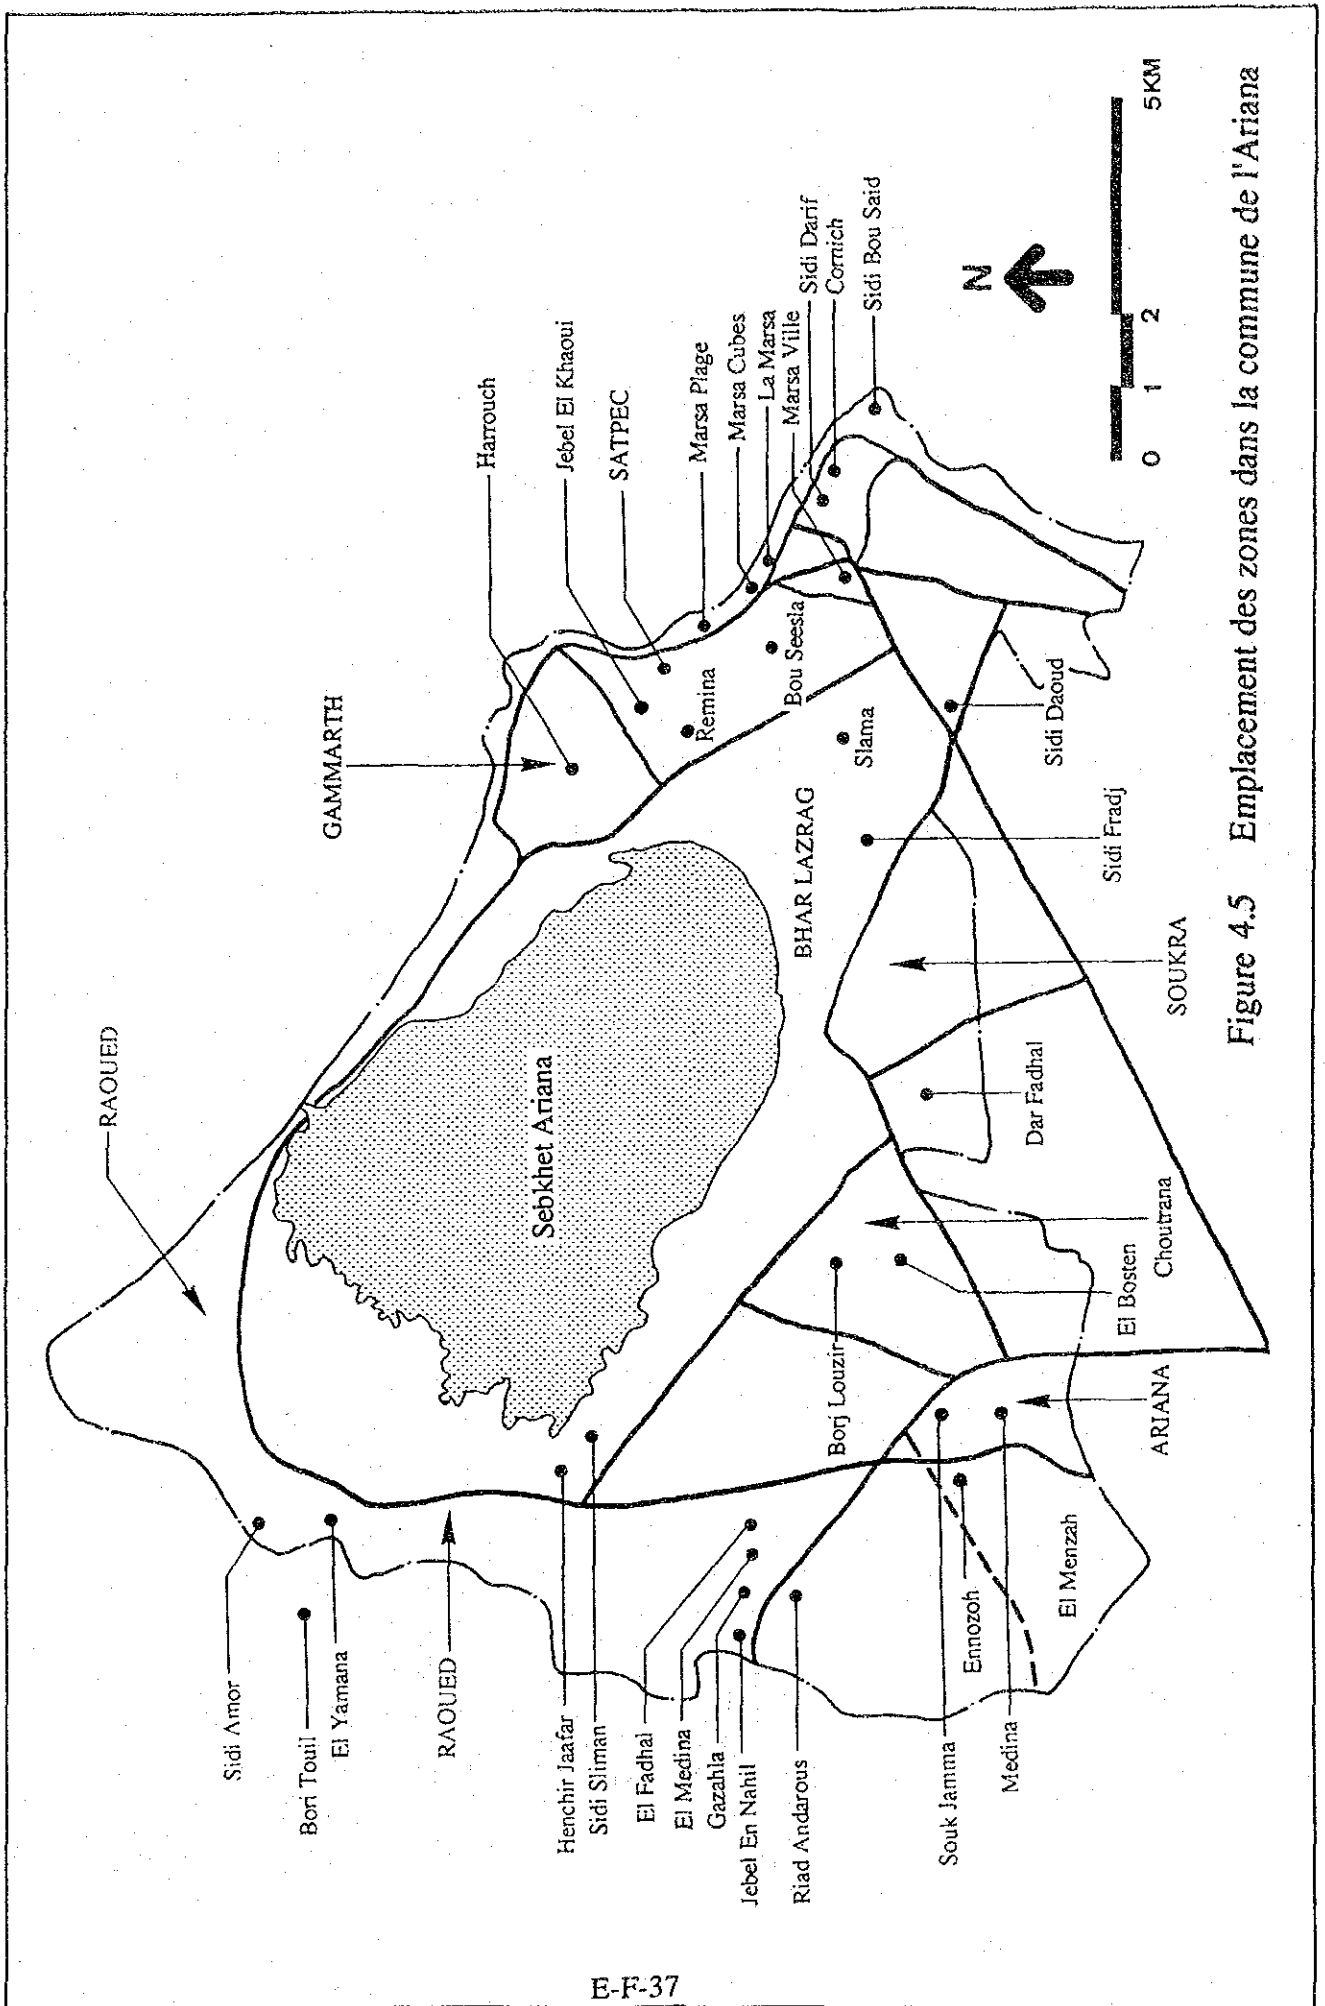 RAOUED
GAMMARTH
Harrouch
Jebel El Khaoui
SATPEC
Marsa Plage
Marsa Cubes
La Marsa
Marsa Ville
Sidi Darif
Cornich
Sidi Bou Said
Sidi Amor
Bori Touil
El Yamana
RAOUED
Henchir Jaafar
Sidi Sliman
El Fadhal
El Medina
Gazahla
Jebel En Nahil
Riad Andarous
Souk Jamma
Medina
Sebkhet Ariana
Remina
Bou Seesla
Slama
BHAR LAZRAG
Borj Louzir
Ennozoh
El Menzah
Dar Fadhal
Sidi Daoud
Sidi Fradj
El Bosten
Choutrana
ARIANA
SOUKRA
N
0 1 2 5KM
Figure 4.5 Emplacement des zones dans la commune de l'Ariana
E-F-37